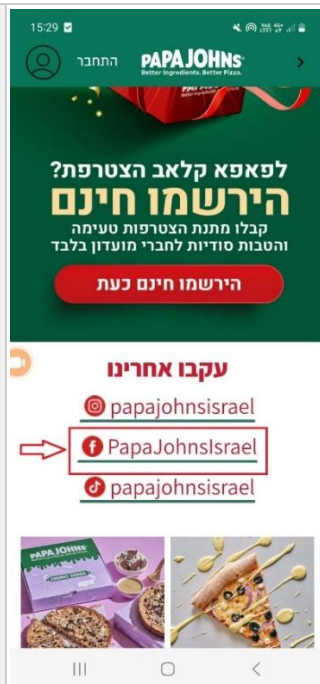 15:29
התחבר
PAPA JOHNS
Better Ingredients. Better Pizza.
לפאפא קלאב הצטרפת?
הירשמו חינם
קבלו מתנת הצטרפות טעימה
והטבות סודיות לחברי מועדון בלבד
הירשמו חינם כעת
עקבו אחרינו
papajohnsisrael
PapaJohnsIsrael
papajohnsisrael
PAPA JOHNS